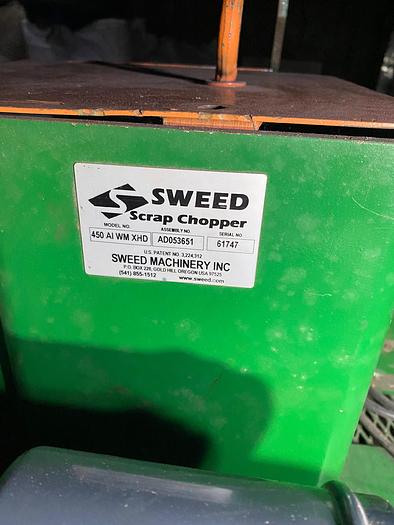 SWEED
Scrap Chopper
MODEL NO. ASSEMBLY NO. SERIAL NO
450 AI WM XHD AD053651 61747
U.S. PATENT NO. 3,224,312
SWEED MACHINERY INC
P.O. BOX 228, GOLD HILL OREGON USA 97525
(541) 855-1512 www.sweed.com